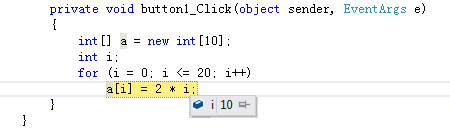 private void button1_Click(object sender, EventArgs e)
{
int[] a = new int[10];
int i;
for (i = 0; i <= 20; i++)
a[i] = 2 * i;
i 10
}
}